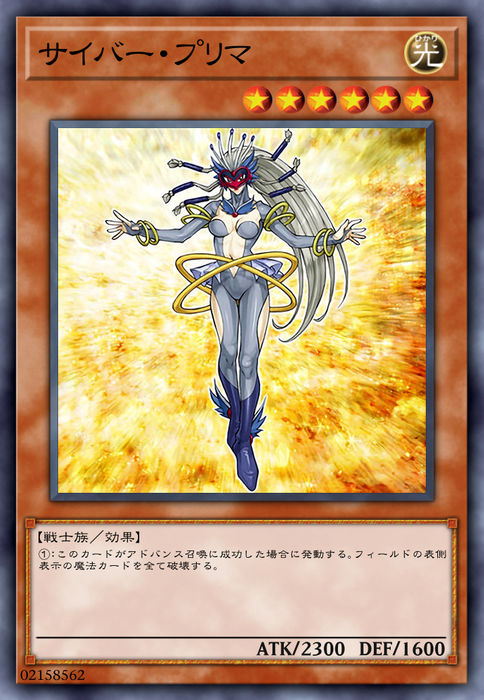 サイバー・プリマ
ひかり
光
【戦士族／効果】
①:このカードがアドバンス召喚に成功した場合に発動する。フィールドの表側
表示の魔法カードを全て破壊する。
ATK/2300 DEF/1600
02158562